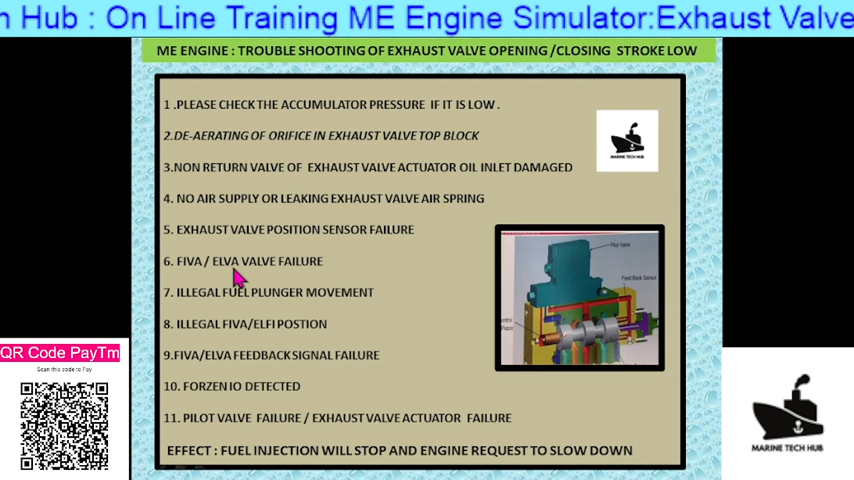 n Hub : On Line Training ME Engine Simulator:Exhaust Valve
ME ENGINE : TROUBLE SHOOTING OF EXHAUST VALVE OPENING /CLOSING STROKE LOW
1 .PLEASE CHECK THE ACCUMULATOR PRESSURE IF IT IS LOW .
2.DE-AERATING OF ORIFICE IN EXHAUST VALVE TOP BLOCK
MARINE TECH HUB
3.NON RETURN VALVE OF EXHAUST VALVE ACTUATOR OIL INLET DAMAGED
4. NO AIR SUPPLY OR LEAKING EXHAUST VALVE AIR SPRING
5. EXHAUST VALVE POSITION SENSOR FAILURE
6. FIVA / ELVA VALVE FAILURE
7. ILLEGAL FUEL PLUNGER MOVEMENT
8. ILLEGAL FIVA/ELFI POSTION
9.FIVA/ELVA FEEDBACK SIGNAL FAILURE
10. FORZEN IO DETECTED
11. PILOT VALVE FAILURE / EXHAUST VALVE ACTUATOR FAILURE
EFFECT : FUEL INJECTION WILL STOP AND ENGINE REQUEST TO SLOW DOWN
Pilot Valve
Feed Back Sensor
ontrol
Piston
QR Code PayTm
Scan this code to Pay
MARINE TECH HUB